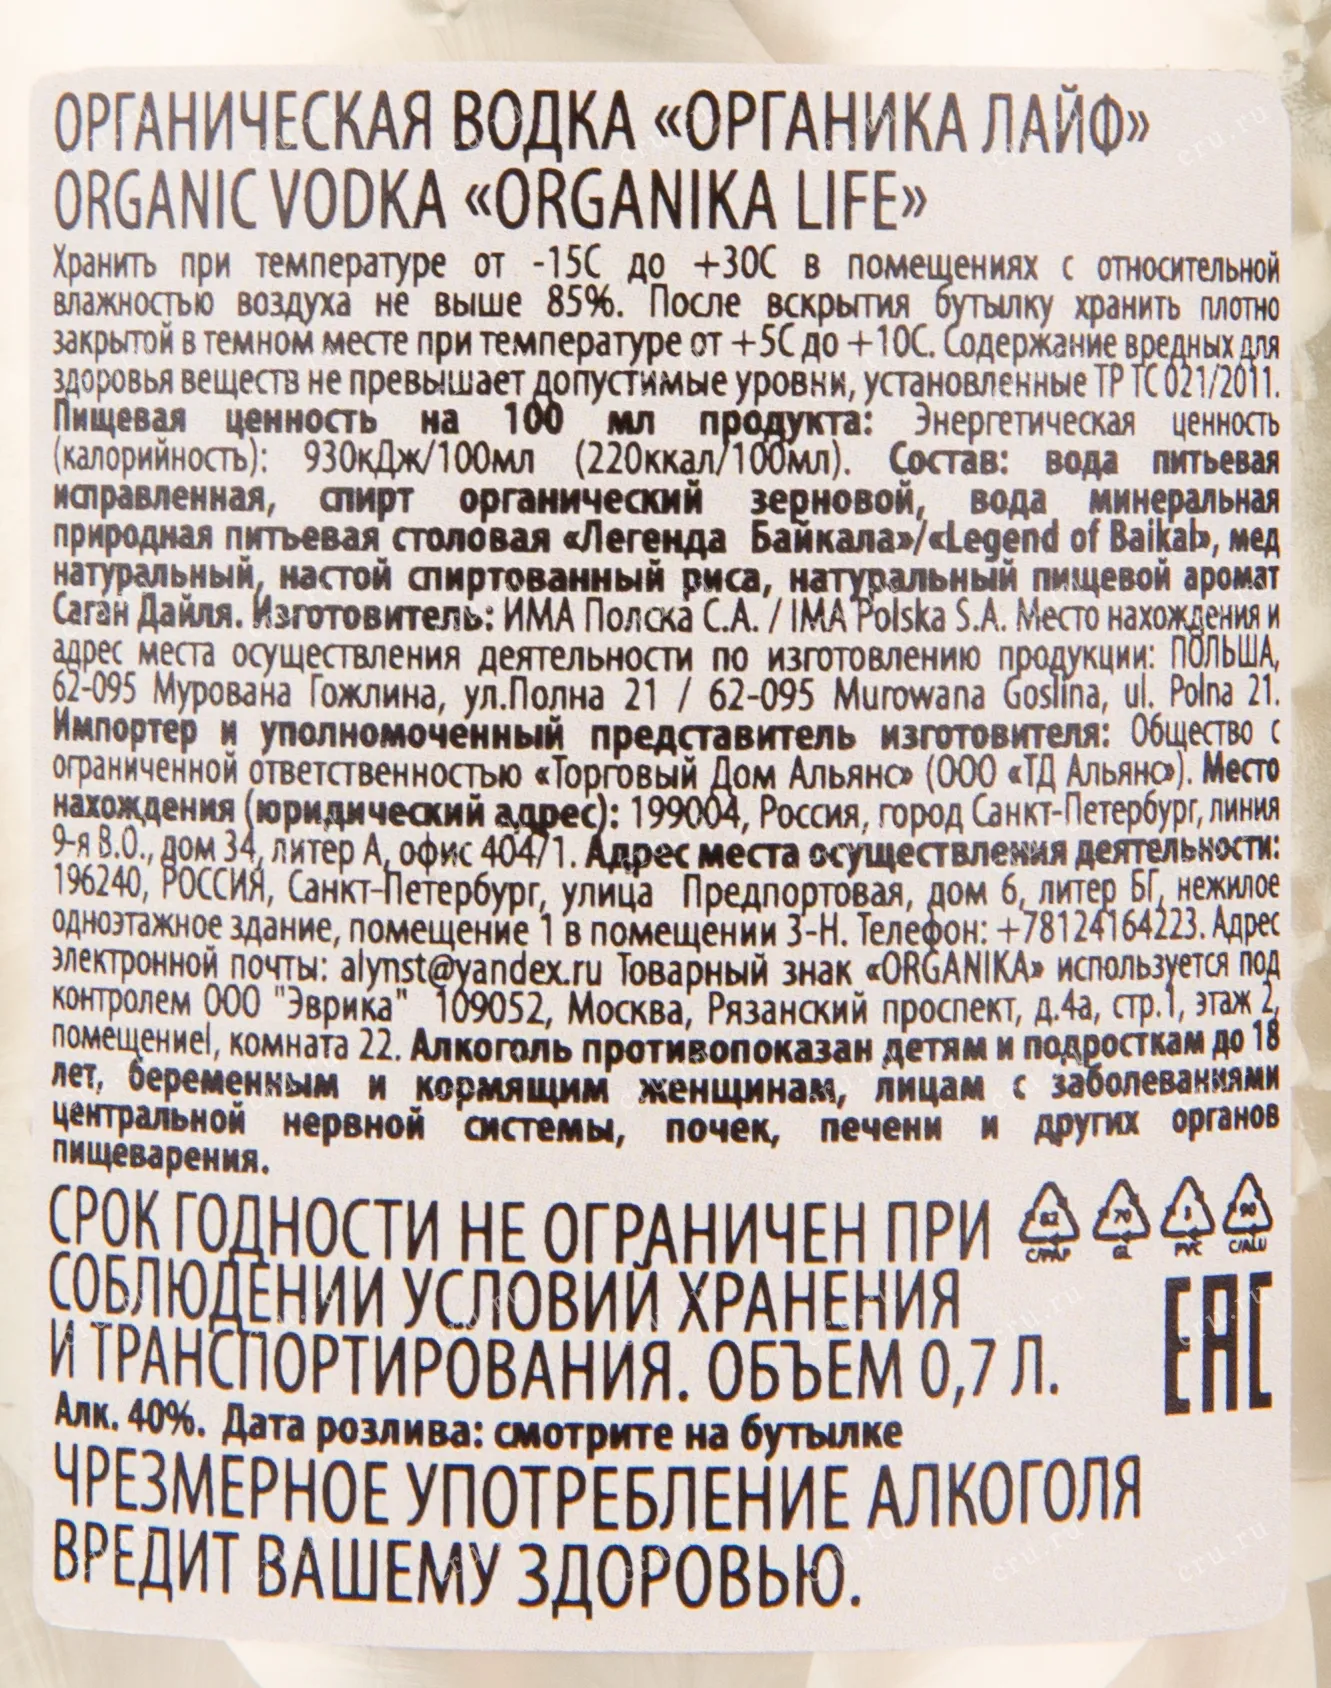 ОРГАНИЧЕСКАЯ ВОДКА «ОРГАНИКА ЛАЙФ»
ORGANIC VODKA «ORGANIKA LIFE»
Хранить при температуре от -15С до +30С в помещениях с относительной
влажностью воздуха не выше 85%. После вскрытия бутылку хранить плотно
закрытой в темном месте при температуре от +5С до +10С. Содержание вредных для
здоровья веществ не превышает допустимые уровни, установленные ТР ТС 021/2011.
Пищевая ценность на 100 мл продукта: Энергетическая ценность
(калорийность): 930кДж/100мл (220ккал/100мл). Состав: вода питьевая
исправленная, спирт органический зерновой, вода минеральная
природная питьевая столовая «Легенда Байкала»/«Legend of Baikal», мед
натуральный, настой спиртованный риса, натуральный пищевой аромат
Саган Дайля. Изготовитель: ИМА Полска С.А. / IMA Polska S.A. Место нахождения и
адрес места осуществления деятельности по изготовлению продукции: ПОЛЬША,
62-095 Мурована Гожлина, ул.Полна 21 / 62-095 Murowana Goslina, ul. Polna 21.
Импортер и уполномоченный представитель изготовителя: Общество с
ограниченной ответственностью «Торговый Дом Альянс» (ООО «ТД Альянс»). Место
нахождения (юридический адрес): 199004, Россия, город Санкт-Петербург, линия
9-я В.О., дом 34, литер А, офис 404/1. Адрес места осуществления деятельности:
196240, РОССИЯ, Санкт-Петербург, улица Предпортовая, дом 6, литер БГ, нежилое
одноэтажное здание, помещение 1 в помещении 3-Н. Телефон: +78124164223. Адрес
электронной почты: alynst@yandex.ru Товарный знак «ORGANIKA» используется под
контролем ООО "Эврика" 109052, Москва, Рязанский проспект, д.4а, стр.1, этаж 2,
помещениеI, комната 22. Алкоголь противопоказан детям и подросткам до 18
лет, беременным и кормящим женщинам, лицам с заболеваниями
центральной нервной системы, почек, печени и других органов
пищеварения.
СРОК ГОДНОСТИ НЕ ОГРАНИЧЕН ПРИ
СОБЛЮДЕНИИ УСЛОВИЙ ХРАНЕНИЯ
И ТРАНСПОРТИРОВАНИЯ. ОБЪЕМ 0,7 Л.
82 70 3 90
C/PAP GL PVC C/ALU
EAC
Алк. 40%. Дата розлива: смотрите на бутылке
ЧРЕЗМЕРНОЕ УПОТРЕБЛЕНИЕ АЛКОГОЛЯ
ВРЕДИТ ВАШЕМУ ЗДОРОВЬЮ.
cru.ru